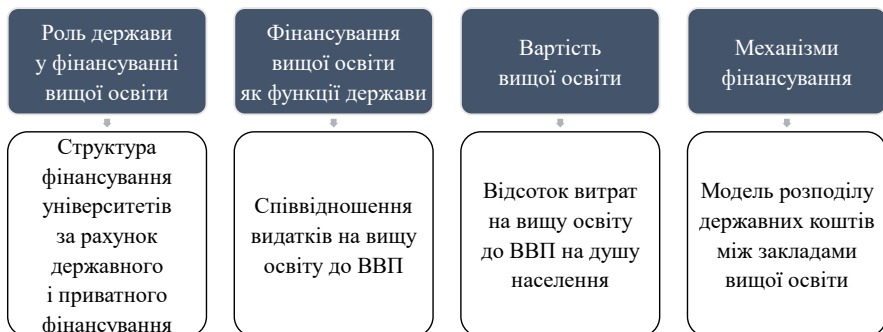 Роль держави
у фінансуванні
вищої освіти
Структура
фінансування
університетів
за рахунок
державного
і приватного
фінансування
Фінансування
вищої освіти
як функції держави
Співвідношення
видатків на вищу
освіту до ВВП
Вартість
вищої освіти
Відсоток витрат
на вищу освіту
до ВВП на душу
населення
Механізми
фінансування
Модель розподілу
державних коштів
між закладами
вищої освіти